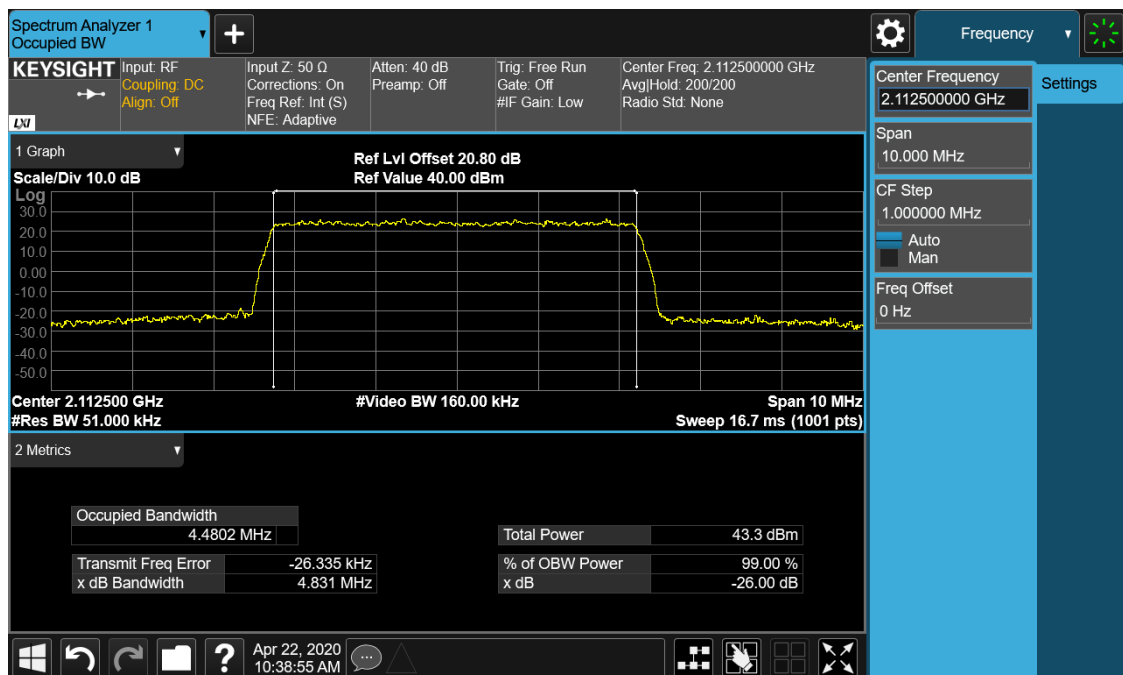 Spectrum Analyzer 1
Occupied BW
+
Frequency
KEYSIGHT
LXI
Input: RF
Coupling: DC
Align: Off
Input Z: 50 Ω
Corrections: On
Freq Ref: Int (S)
NFE: Adaptive
Atten: 40 dB
Preamp: Off
Trig: Free Run
Gate: Off
#IF Gain: Low
Center Freq: 2.112500000 GHz
Avg|Hold: 200/200
Radio Std: None
Center Frequency
2.112500000 GHz
Settings
Span
10.000 MHz
CF Step
1.000000 MHz
Auto
Man
Freq Offset
0 Hz
1 Graph
Scale/Div 10.0 dB
Ref Lvl Offset 20.80 dB
Ref Value 40.00 dBm
Log
30.0
20.0
10.0
0.00
-10.0
-20.0
-30.0
-40.0
-50.0
Center 2.112500 GHz
#Video BW 160.00 kHz
Span 10 MHz
#Res BW 51.000 kHz
Sweep 16.7 ms (1001 pts)
2 Metrics
Occupied Bandwidth
4.4802 MHz
Total Power 43.3 dBm
Transmit Freq Error -26.335 kHz
% of OBW Power 99.00 %
x dB Bandwidth 4.831 MHz
x dB -26.00 dB
?
Apr 22, 2020
10:38:55 AM